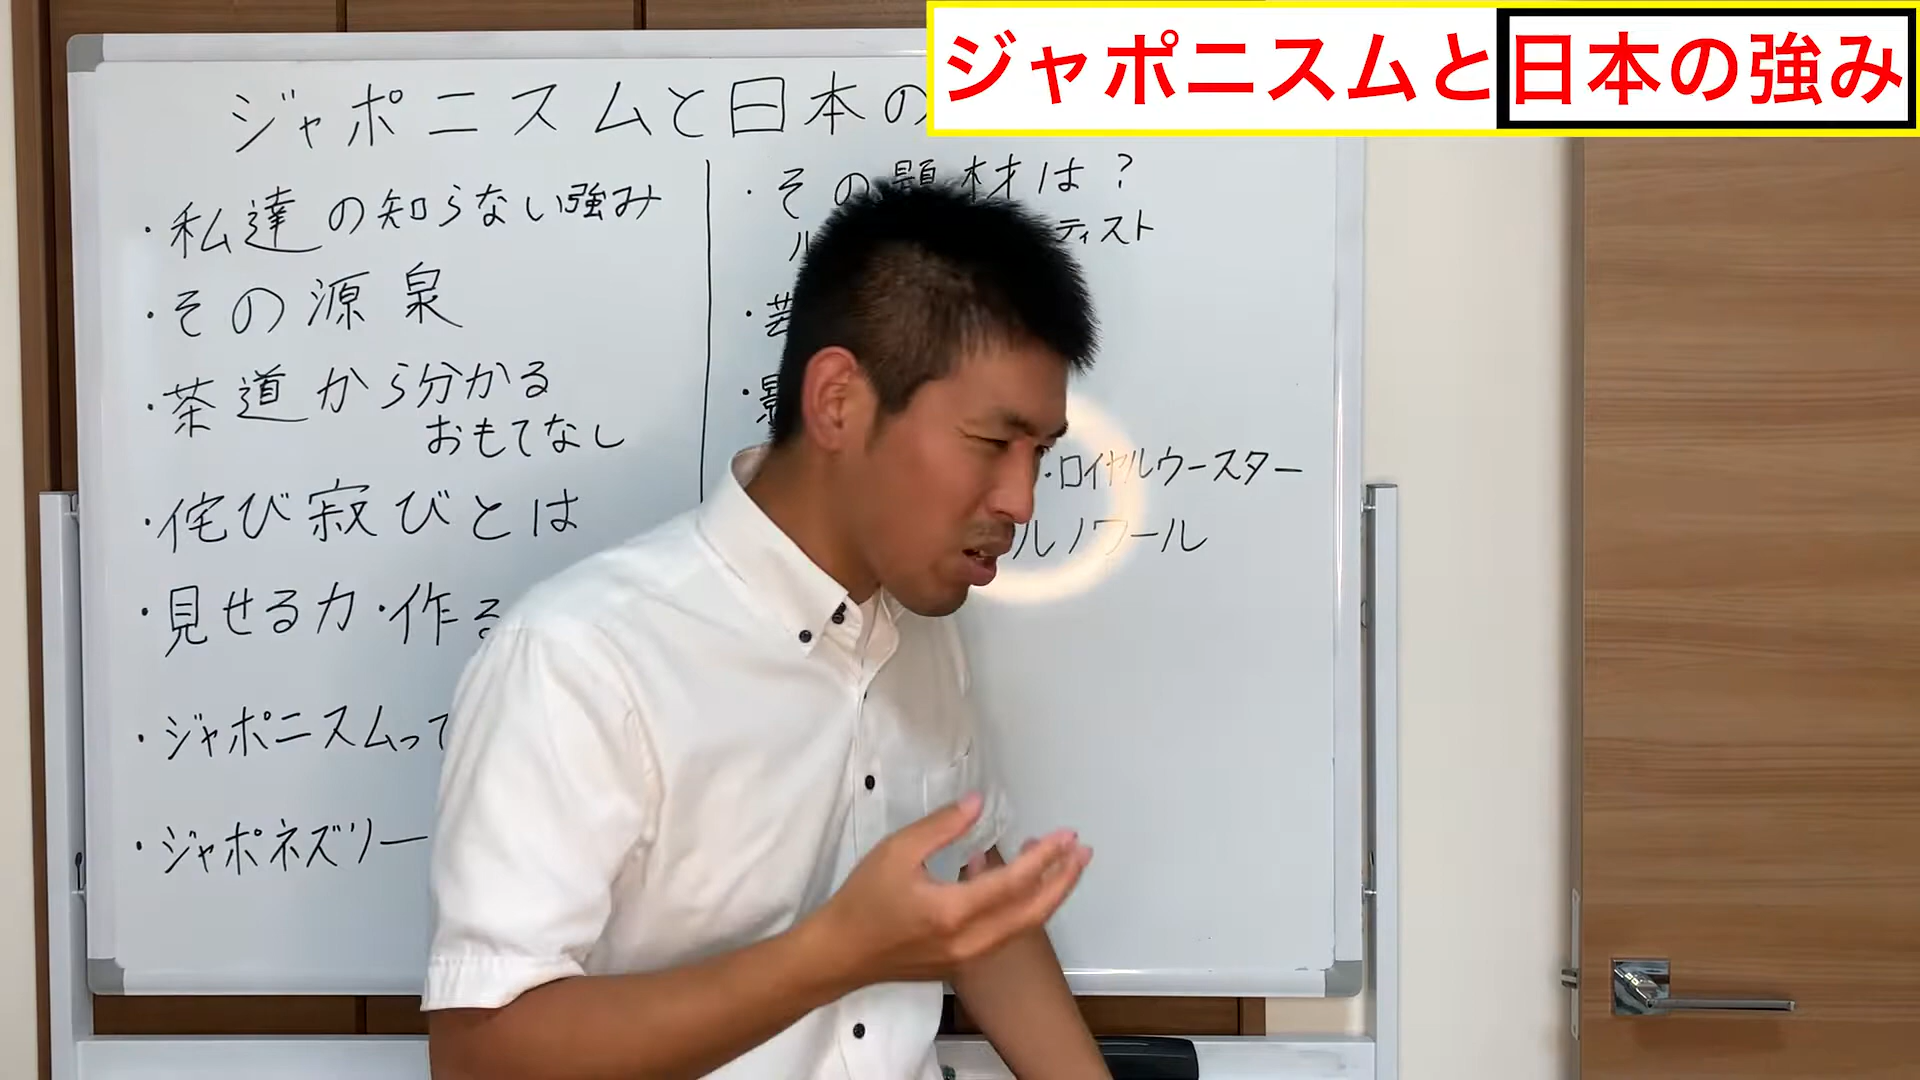 ジャポニスムと日本の強み
ジャポニスムと日本の
・私達の知らない強み
・その源泉
・茶道から分かる
おもてなし
・侘び寂びとは
・見せる力・作る
・ジャポニスムって
・ジャポネズリー
・その題材は？
ル ティスト
・芸
・影
・ロイヤルウースター
ルノワール